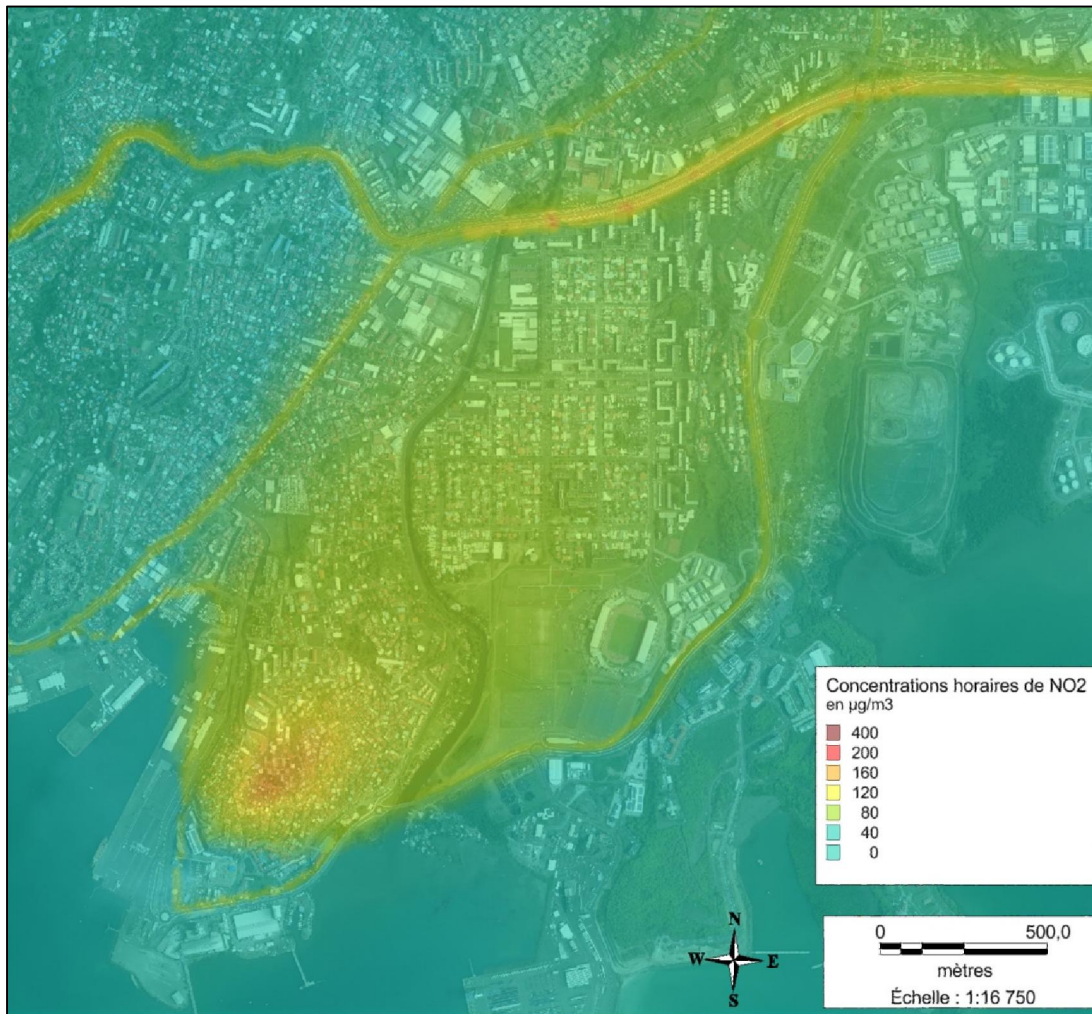 Concentrations horaires de NO2
en µg/m3
400
200
160
120
80
40
0
N
W E
S
0 500,0
mètres
Échelle : 1:16 750